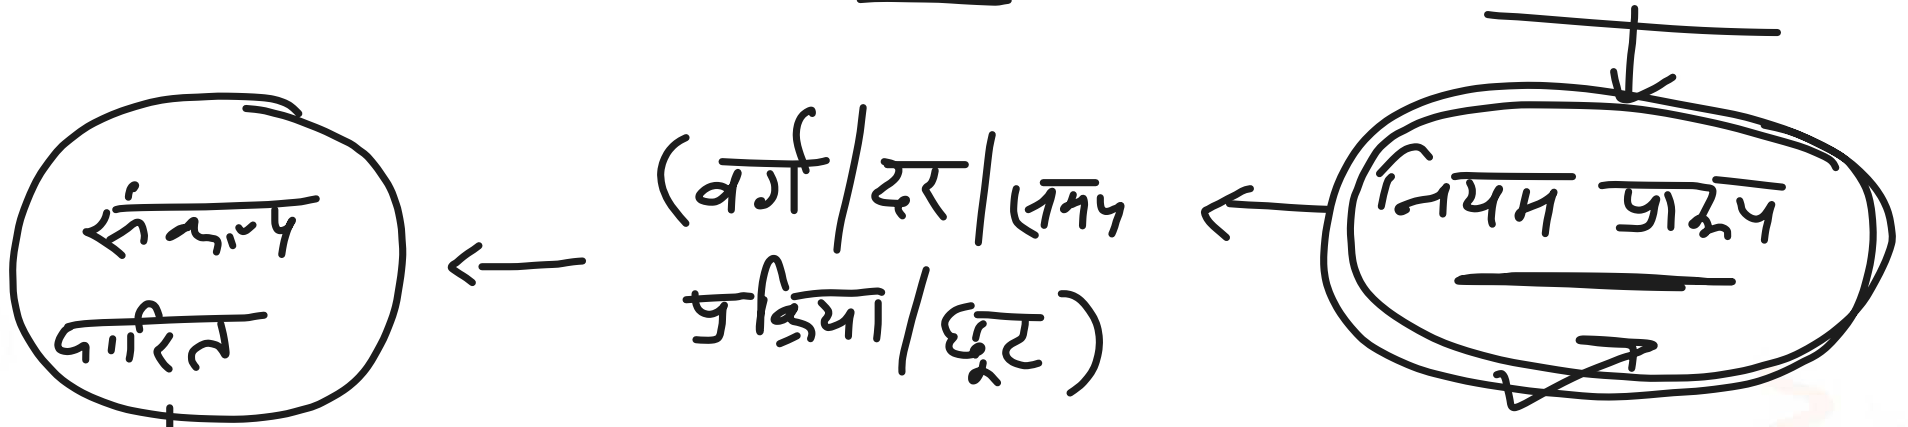 संकल्प
पारित
(वर्ग/दर/समय
प्रक्रिया/छूट)
नियम प्रारूप